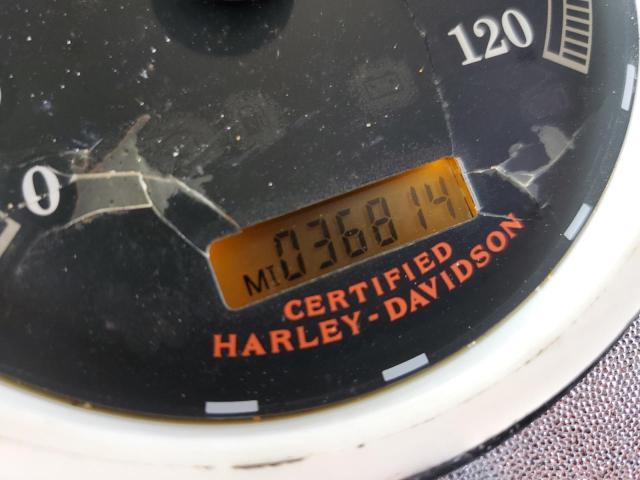 120
0
MI 036814
CERTIFIED
HARLEY-DAVIDSON